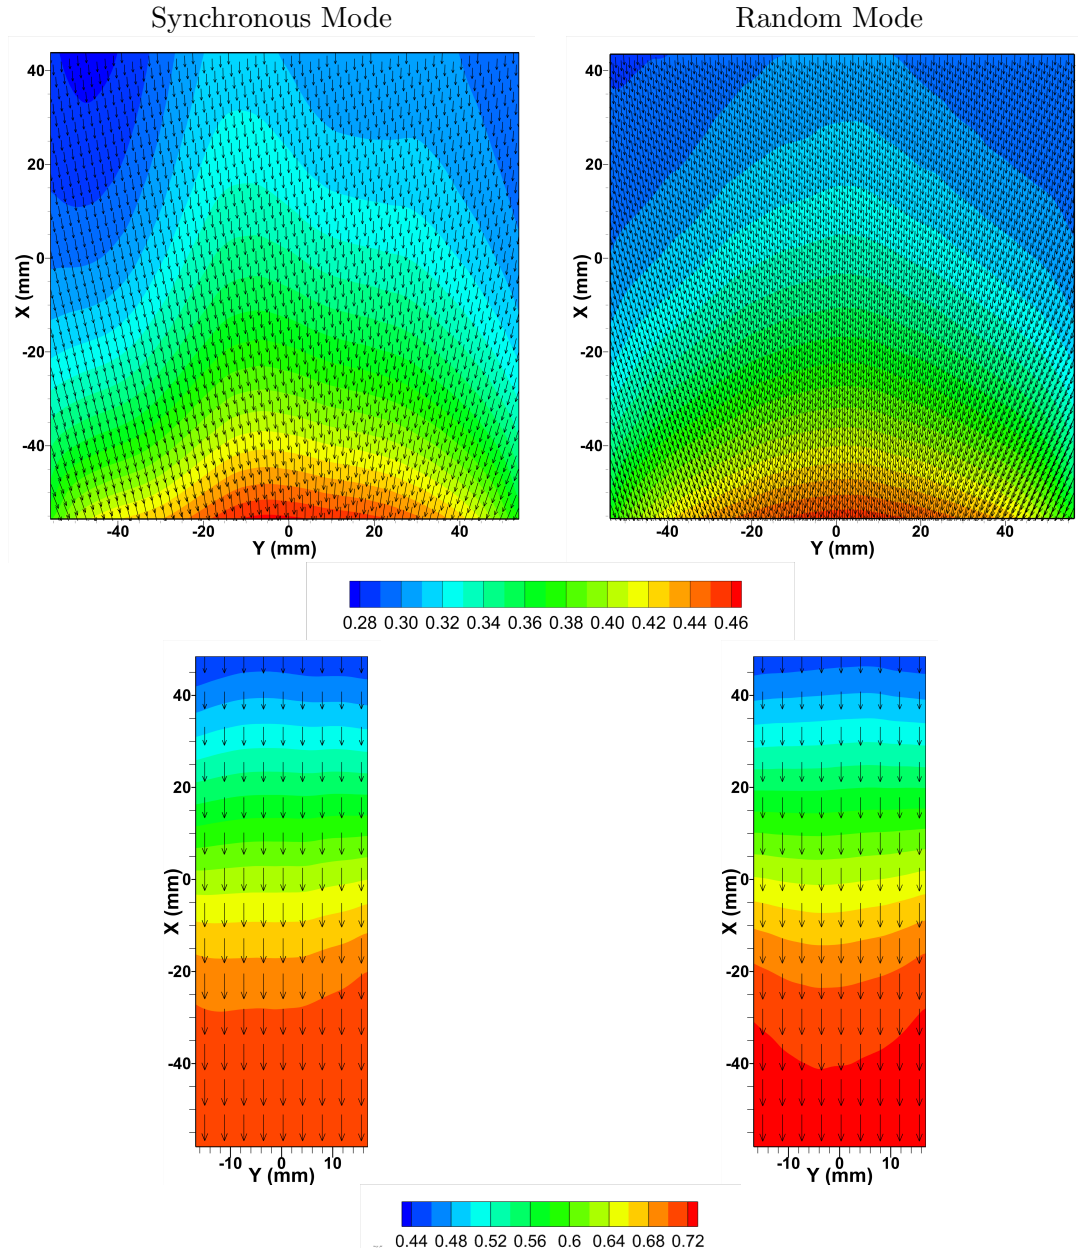 Synchronous Mode Random Mode
40 40
20 20
0 0
X (mm) X (mm)
-20 -20
-40 -40
-40 -20 0 20 40 -40 -20 0 20 40
Y (mm) Y (mm)
0.28 0.30 0.32 0.34 0.36 0.38 0.40 0.42 0.44 0.46
40 40
20 20
0 0
X (mm) X (mm)
-20 -20
-40 -40
-10 0 10 -10 0 10
Y (mm) Y (mm)
0.44 0.48 0.52 0.56 0.6 0.64 0.68 0.72